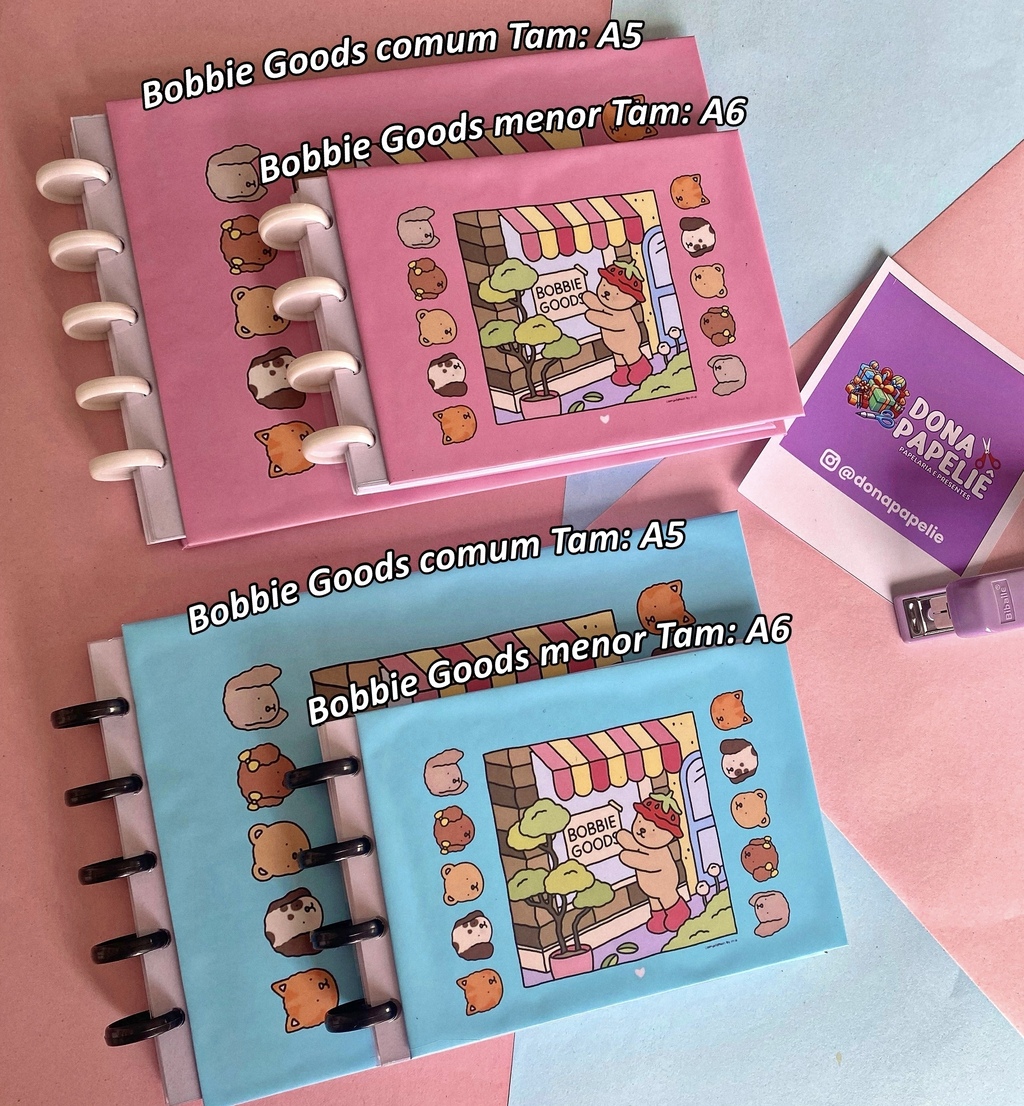 Bobbie Goods comum Tam: A5
Bobbie Goods menor Tam: A6
BOBBIE
GOODS
DONA
PAPELIÊ
PAPELARIA E PRESENTES
@donapapelie
Bobbie Goods comum Tam: A5
Bobbie Goods menor Tam: A6
BOBBIE
GOODS